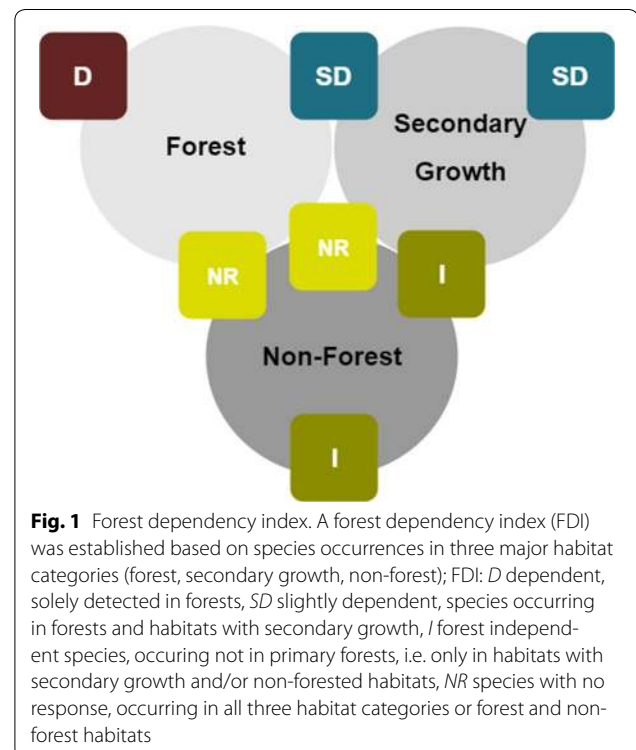 D
SD
SD
Forest
Secondary
Growth
NR
NR
I
Non-Forest
I
Fig. 1 Forest dependency index. A forest dependency index (FDI)
was established based on species occurrences in three major habitat
categories (forest, secondary growth, non-forest); FDI: D dependent,
solely detected in forests, SD slightly dependent, species occurring
in forests and habitats with secondary growth, I forest independ-
ent species, occuring not in primary forests, i.e. only in habitats with
secondary growth and/or non-forested habitats, NR species with no
response, occurring in all three habitat categories or forest and non-
forest habitats